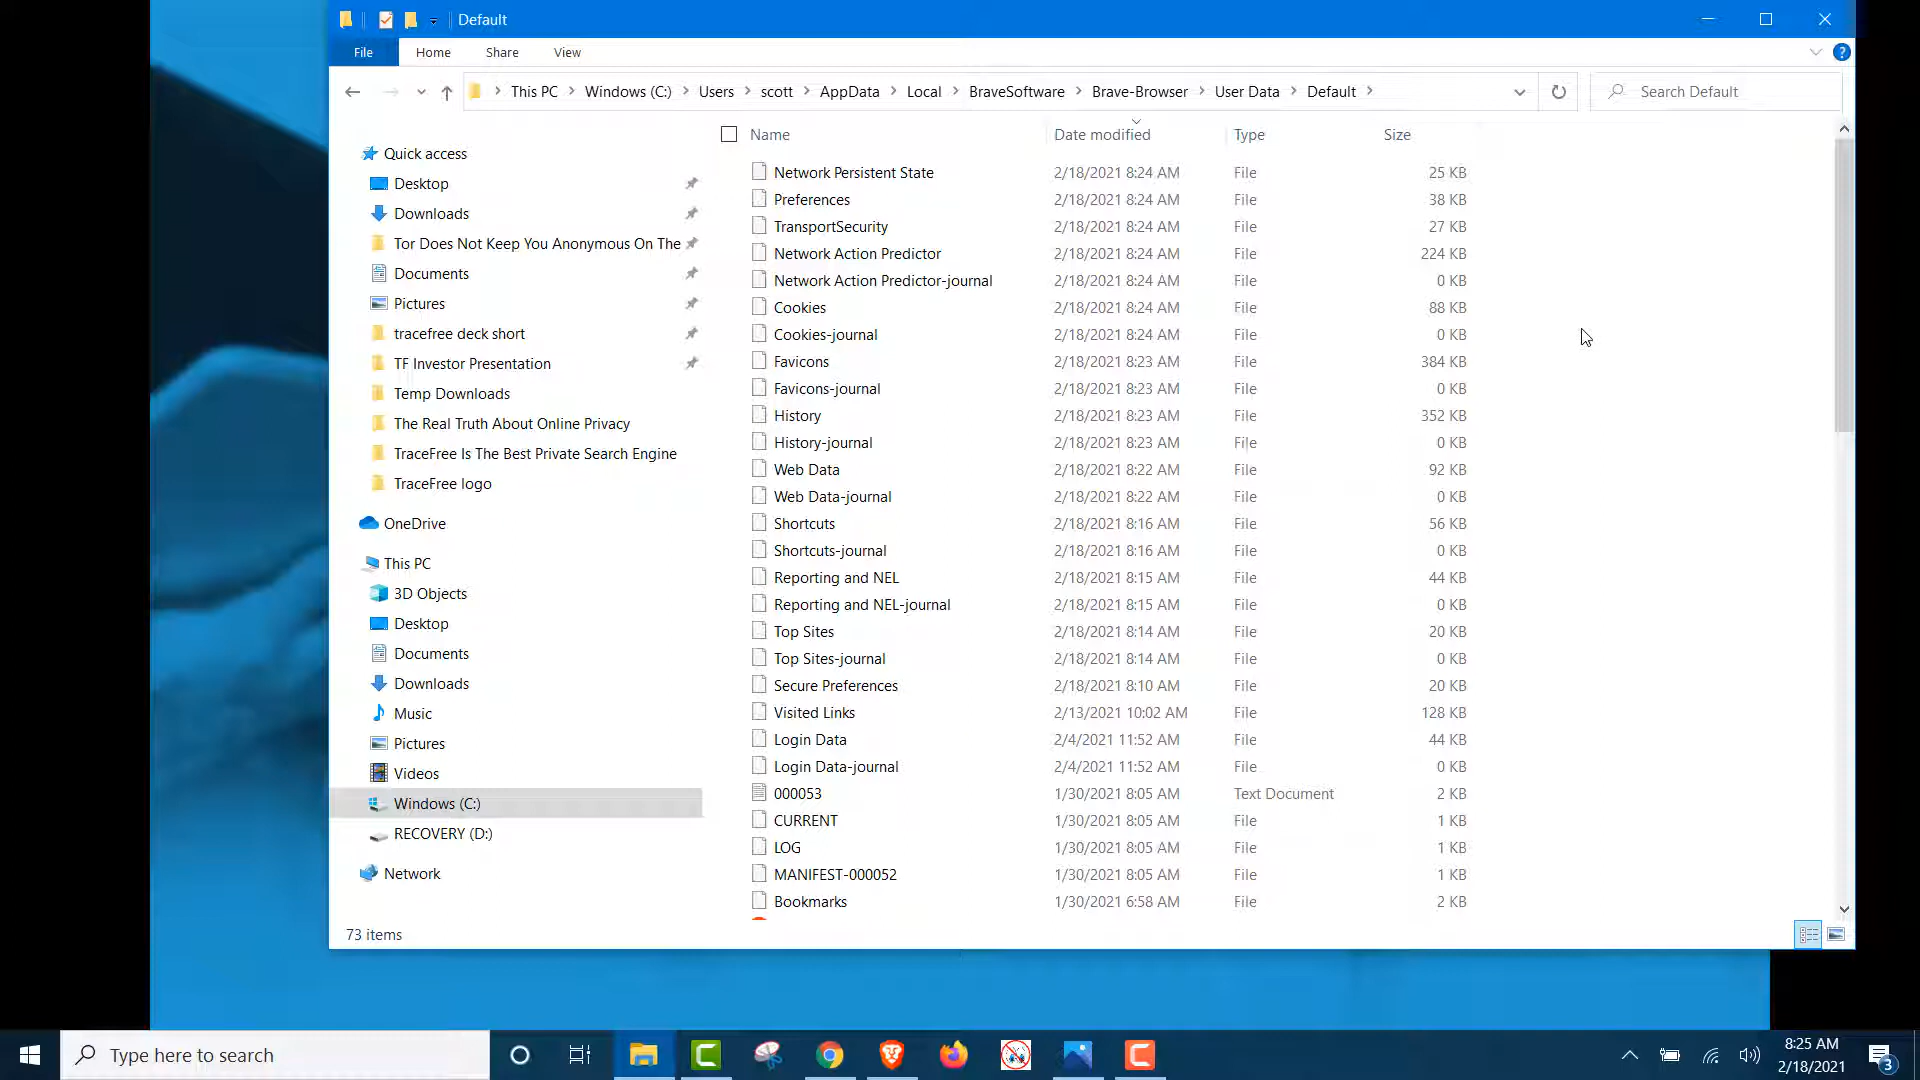 Default
File Home Share View
This PC Windows (C:) Users scott AppData Local BraveSoftware Brave-Browser User Data Default Search Default
Name Date modified Type Size
Quick access
Desktop
Downloads
Tor Does Not Keep You Anonymous On The
Documents
Pictures
tracefree deck short
TF Investor Presentation
Temp Downloads
The Real Truth About Online Privacy
TraceFree Is The Best Private Search Engine
TraceFree logo
OneDrive
This PC
3D Objects
Desktop
Documents
Downloads
Music
Pictures
Videos
Windows (C:)
RECOVERY (D:)
Network
Network Persistent State 2/18/2021 8:24 AM File 25 KB
Preferences 2/18/2021 8:24 AM File 38 KB
TransportSecurity 2/18/2021 8:24 AM File 27 KB
Network Action Predictor 2/18/2021 8:24 AM File 224 KB
Network Action Predictor-journal 2/18/2021 8:24 AM File 0 KB
Cookies 2/18/2021 8:24 AM File 88 KB
Cookies-journal 2/18/2021 8:24 AM File 0 KB
Favicons 2/18/2021 8:23 AM File 384 KB
Favicons-journal 2/18/2021 8:23 AM File 0 KB
History 2/18/2021 8:23 AM File 352 KB
History-journal 2/18/2021 8:23 AM File 0 KB
Web Data 2/18/2021 8:22 AM File 92 KB
Web Data-journal 2/18/2021 8:22 AM File 0 KB
Shortcuts 2/18/2021 8:16 AM File 56 KB
Shortcuts-journal 2/18/2021 8:16 AM File 0 KB
Reporting and NEL 2/18/2021 8:15 AM File 44 KB
Reporting and NEL-journal 2/18/2021 8:15 AM File 0 KB
Top Sites 2/18/2021 8:14 AM File 20 KB
Top Sites-journal 2/18/2021 8:14 AM File 0 KB
Secure Preferences 2/18/2021 8:10 AM File 20 KB
Visited Links 2/13/2021 10:02 AM File 128 KB
Login Data 2/4/2021 11:52 AM File 44 KB
Login Data-journal 2/4/2021 11:52 AM File 0 KB
000053 1/30/2021 8:05 AM Text Document 2 KB
CURRENT 1/30/2021 8:05 AM File 1 KB
LOG 1/30/2021 8:05 AM File 1 KB
MANIFEST-000052 1/30/2021 8:05 AM File 1 KB
Bookmarks 1/30/2021 6:58 AM File 2 KB
73 items
Type here to search
8:25 AM
2/18/2021
3